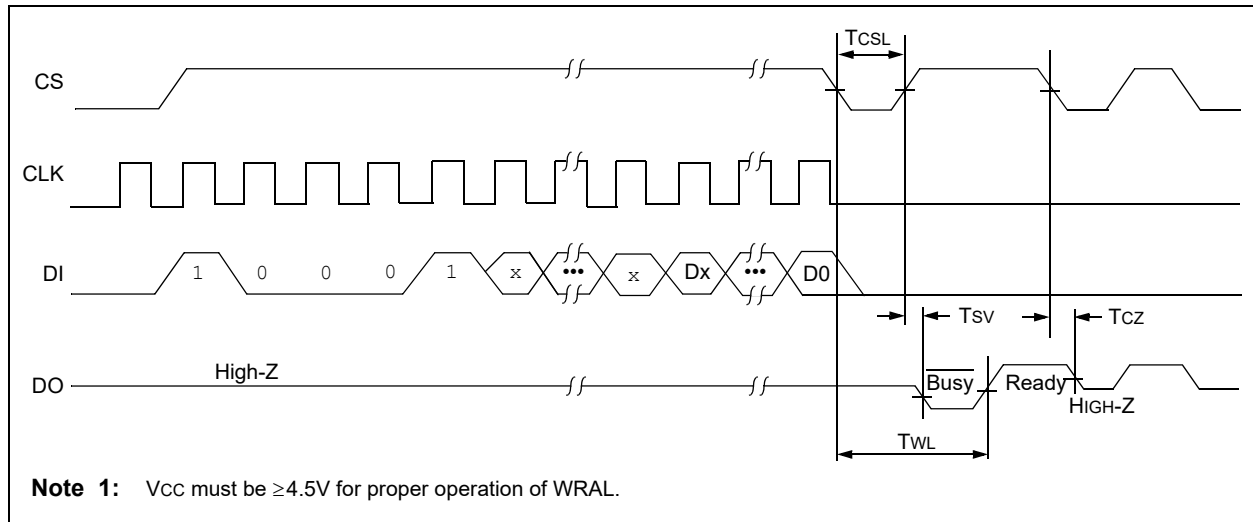 TCSL
CS
CLK
DI 1 0 0 0 1 x ••• x Dx ••• D0
TSV
TCZ
High-Z
DO
Busy Ready
HIGH-Z
TWL
Note 1: VCC must be ≥4.5V for proper operation of WRAL.